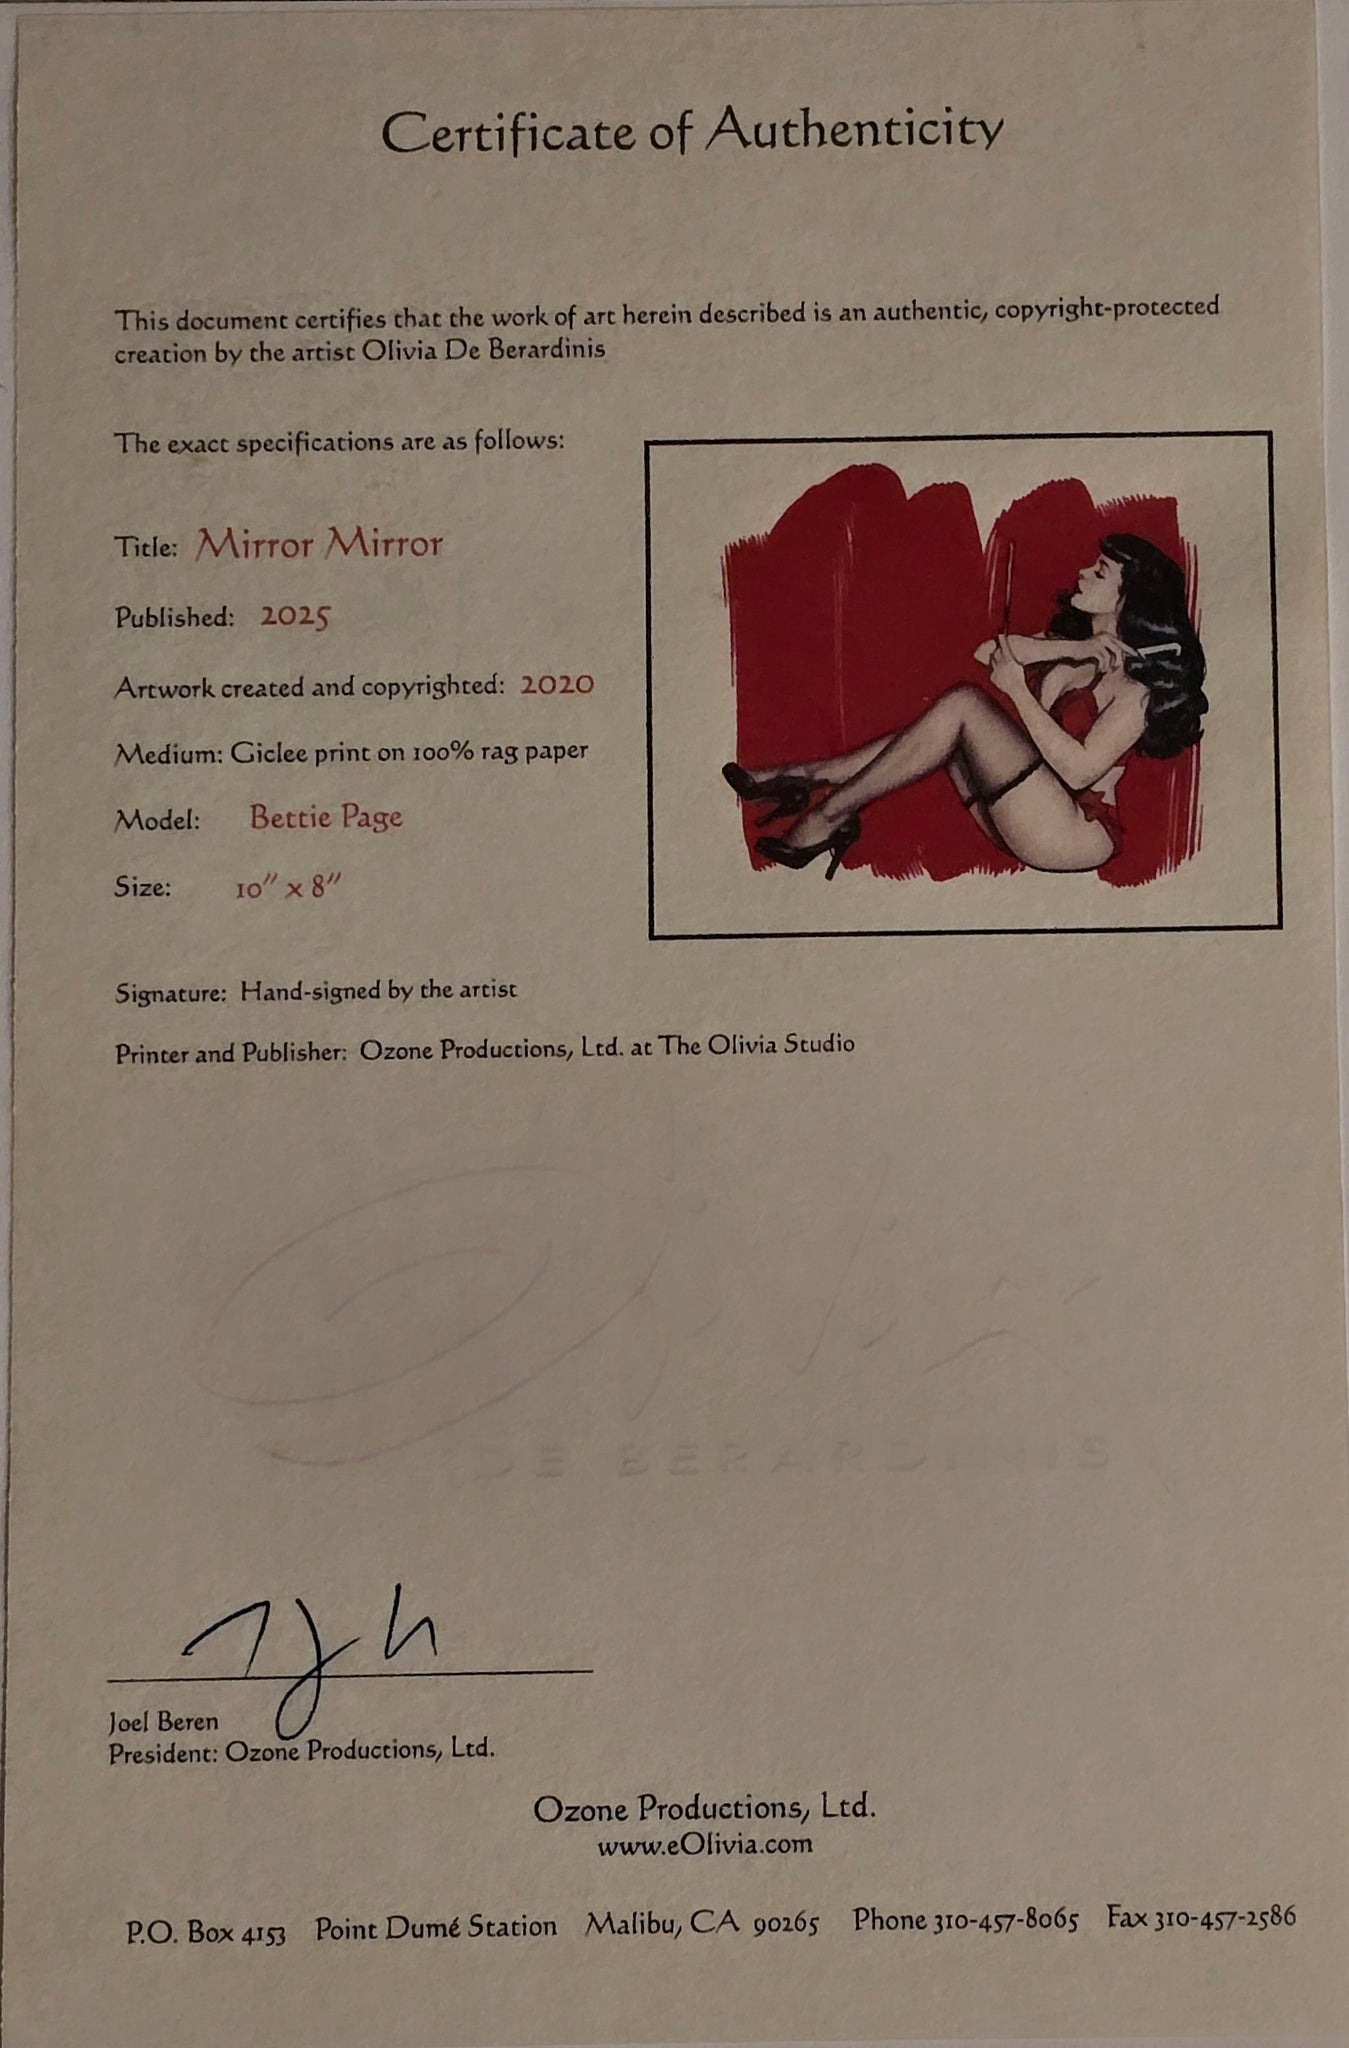 Certificate of Authenticity
This document certifies that the work of art herein described is an authentic, copyright-protected
creation by the artist Olivia De Berardinis
The exact specifications are as follows:
Title: Mirror Mirror
Published: 2025
Artwork created and copyrighted: 2020
Medium: Giclee print on 100% rag paper
Model: Bettie Page
Size: 10" x 8"
Signature: Hand-signed by the artist
Printer and Publisher: Ozone Productions, Ltd. at The Olivia Studio
Olivia
DE BERARDINIS
Joel Beren
President: Ozone Productions, Ltd.
Ozone Productions, Ltd.
www.eOlivia.com
P.O. Box 4153 Point Dumé Station Malibu, CA 90265 Phone 310-457-8065 Fax 310-457-2586